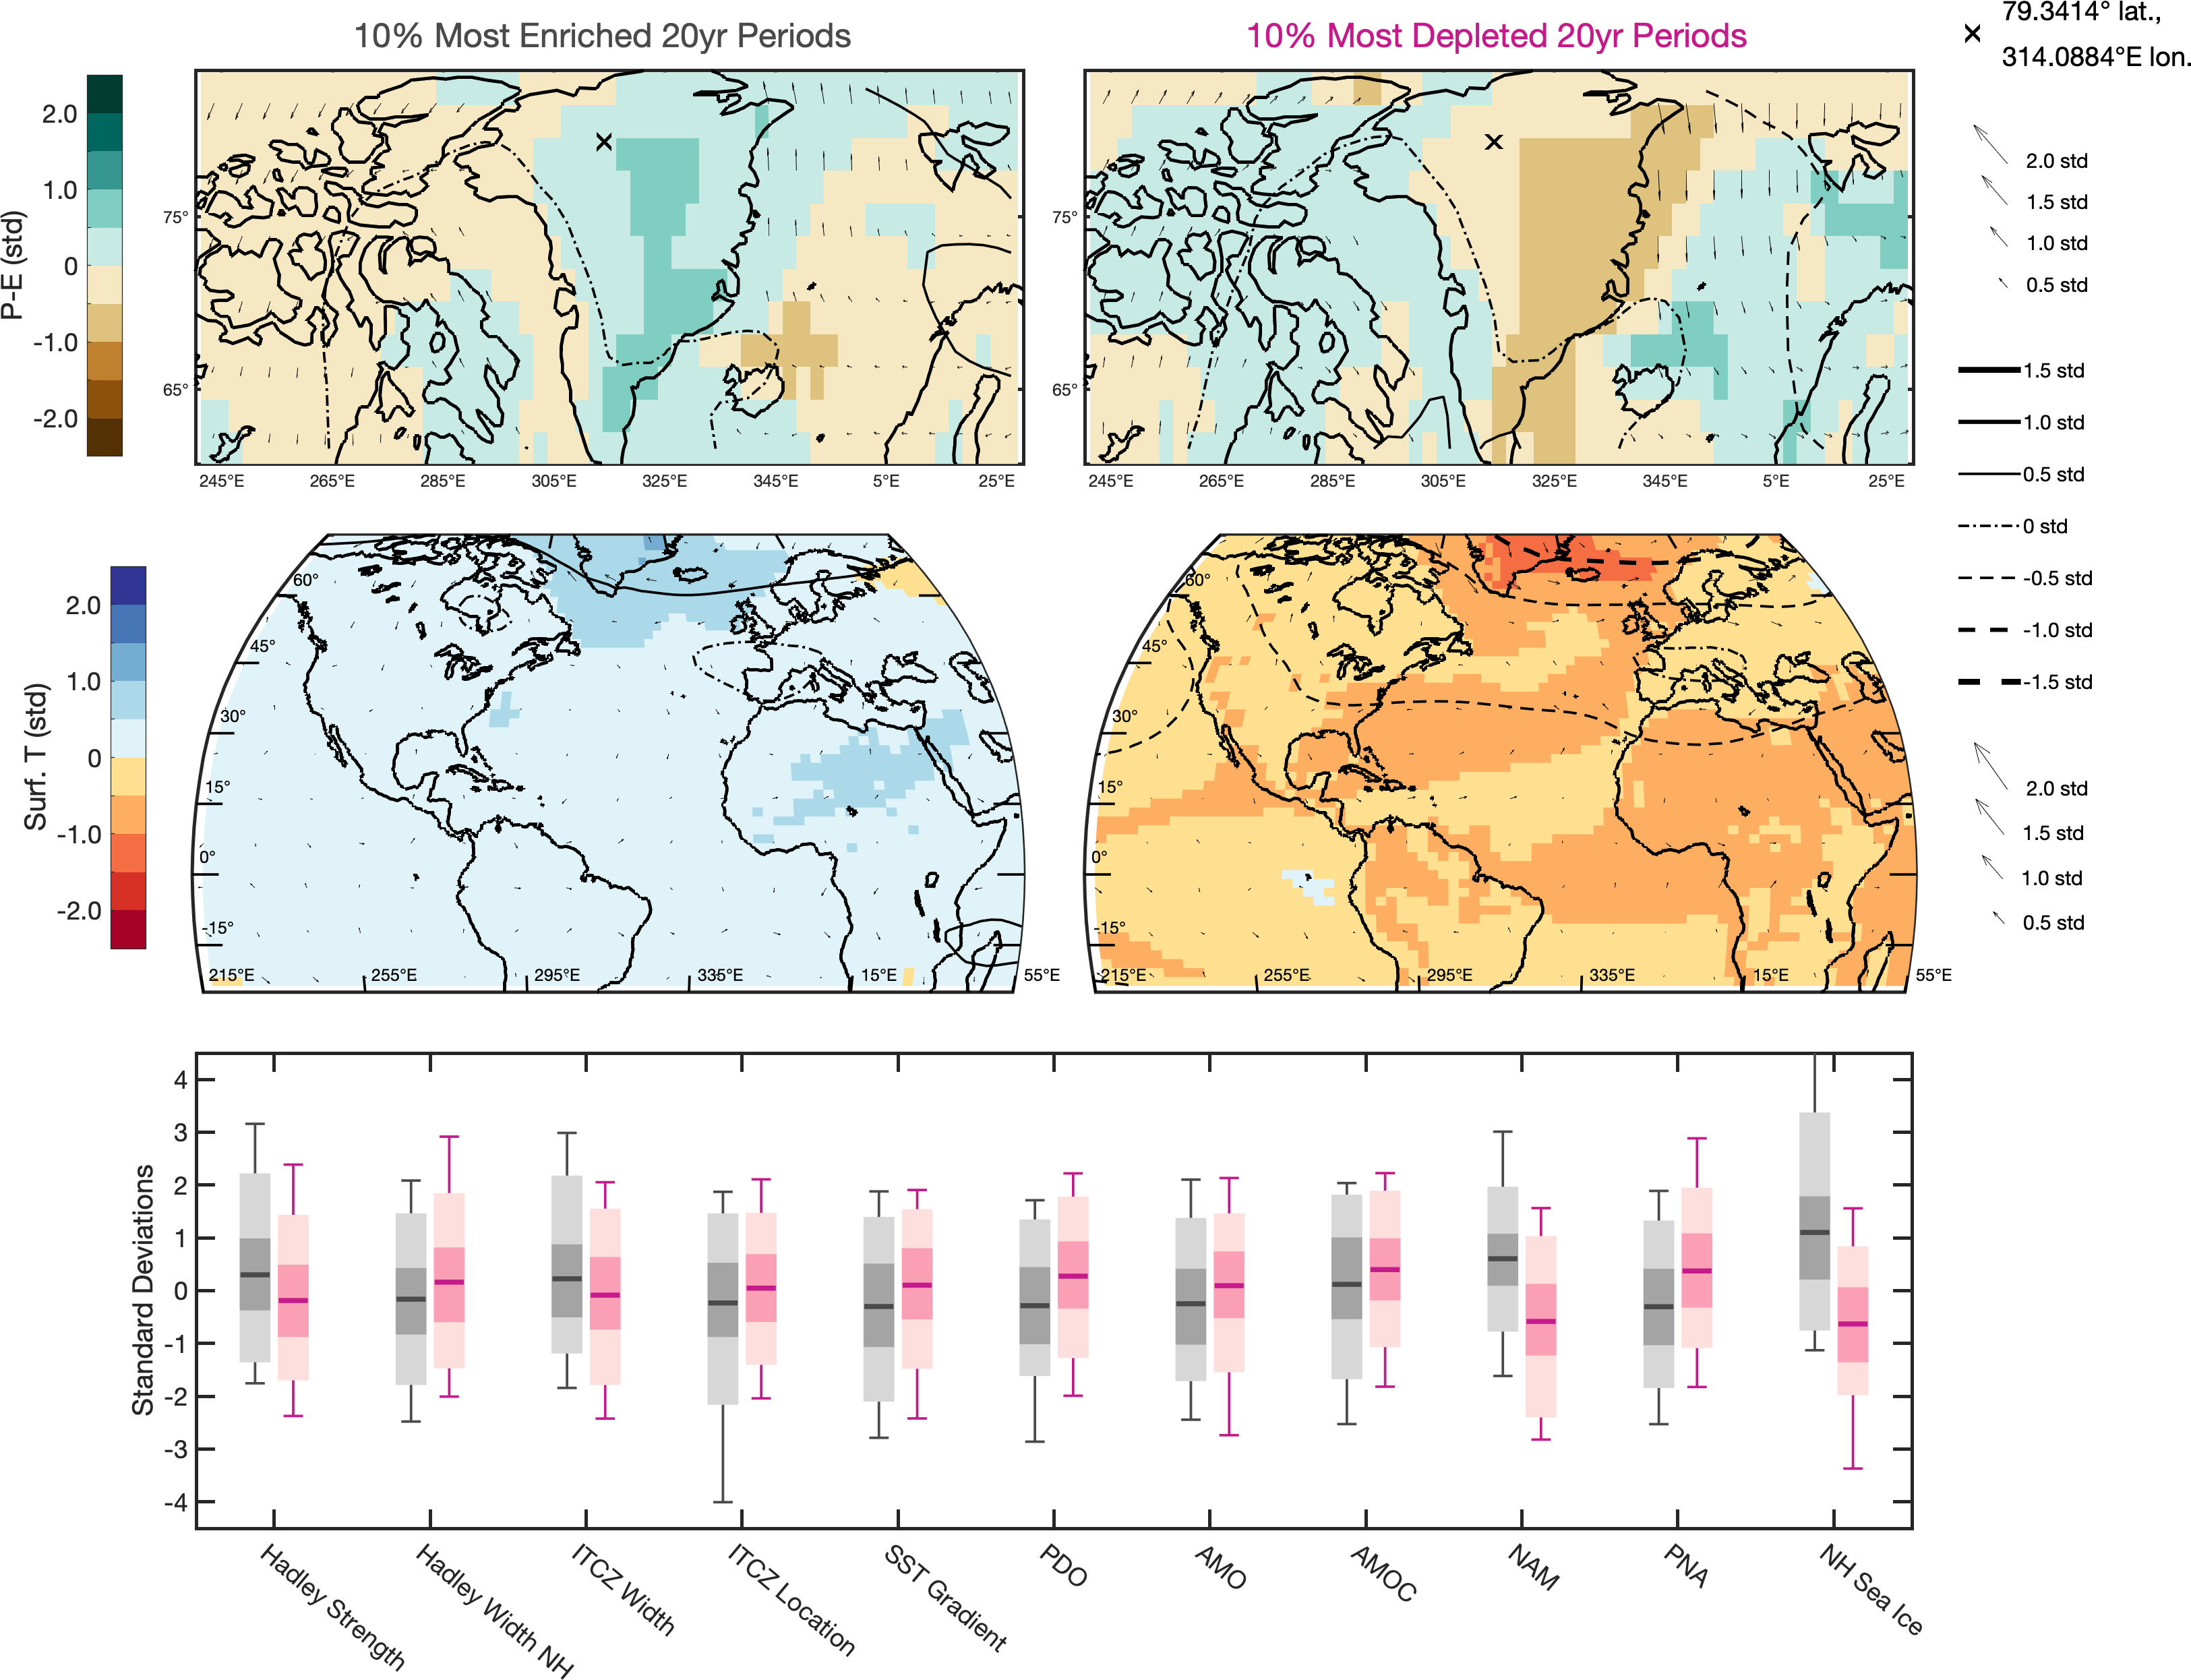 10% Most Enriched 20yr Periods
10% Most Depleted 20yr Periods
79.3414° lat.,
314.0884°E lon.
P-E (std)
2.0
1.0
0
-1.0
-2.0
75°
65°
245°E 265°E 285°E 305°E 325°E 345°E 5°E 25°E
75°
65°
245°E 265°E 285°E 305°E 325°E 345°E 5°E 25°E
2.0 std
1.5 std
1.0 std
0.5 std
1.5 std
1.0 std
0.5 std
0 std
-0.5 std
-1.0 std
-1.5 std
Surf. T (std)
2.0
1.0
0
-1.0
-2.0
60°
45°
30°
15°
0°
-15°
215°E 255°E 295°E 335°E 15°E 55°E
60°
45°
30°
15°
0°
-15°
215°E 255°E 295°E 335°E 15°E 55°E
2.0 std
1.5 std
1.0 std
0.5 std
Standard Deviations
4
3
2
1
0
-1
-2
-3
-4
Hadley Strength
Hadley Width NH
ITCZ Width
ITCZ Location
SST Gradient
PDO
AMO
AMOC
NAM
PNA
NH Sea Ice